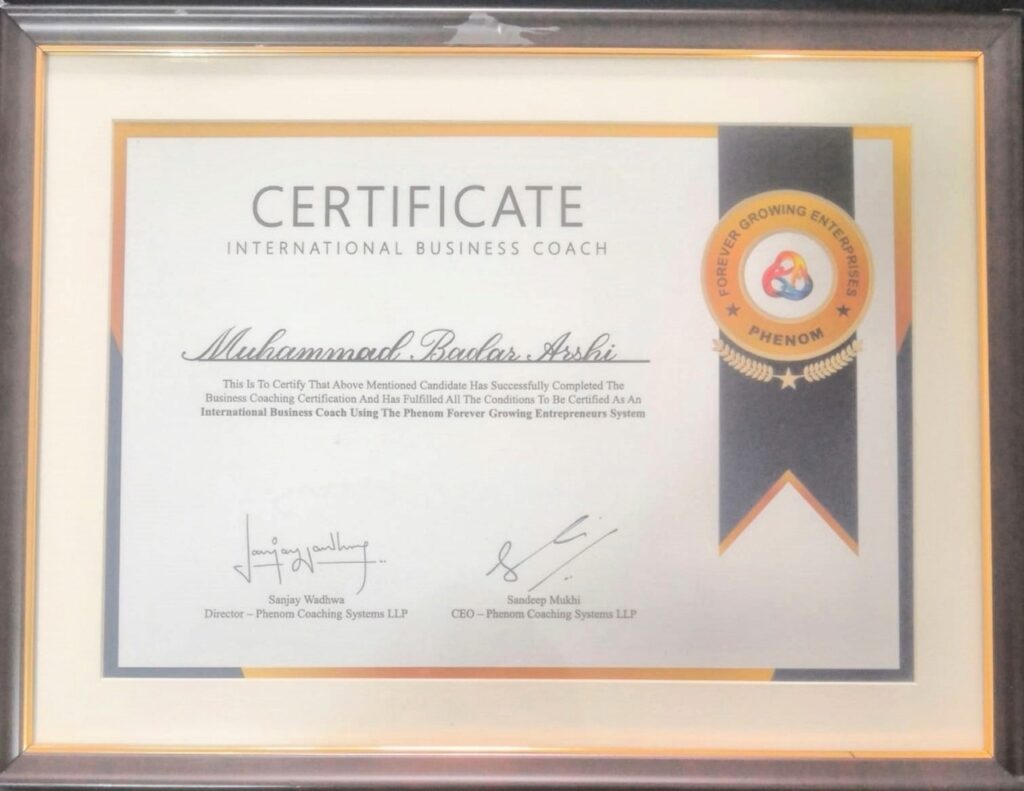 CERTIFICATE
INTERNATIONAL BUSINESS COACH
FOREVER GROWING ENTERPRISES
PHENOM
Muhammad Badar Arshi
This Is To Certify That Above Mentioned Candidate Has Successfully Completed The
Business Coaching Certification And Has Fulfilled All The Conditions To Be Certified As An
International Business Coach Using The Phenom Forever Growing Entrepreneurs System
Sanjay Wadhwa
Director – Phenom Coaching Systems LLP
Sandeep Mukhi
CEO – Phenom Coaching Systems LLP